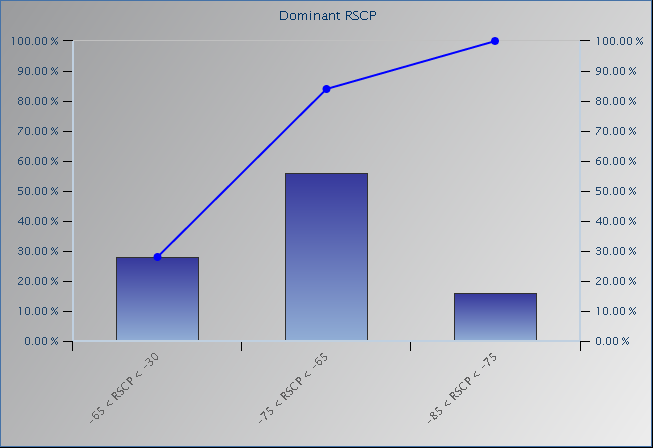 Dominant RSCP
100.00 % 100.00 %
90.00 % 90.00 %
80.00 % 80.00 %
70.00 % 70.00 %
60.00 % 60.00 %
50.00 % 50.00 %
40.00 % 40.00 %
30.00 % 30.00 %
20.00 % 20.00 %
10.00 % 10.00 %
0.00 % 0.00 %
-65 < RSCP < -30
-75 < RSCP < -65
-85 < RSCP < -75